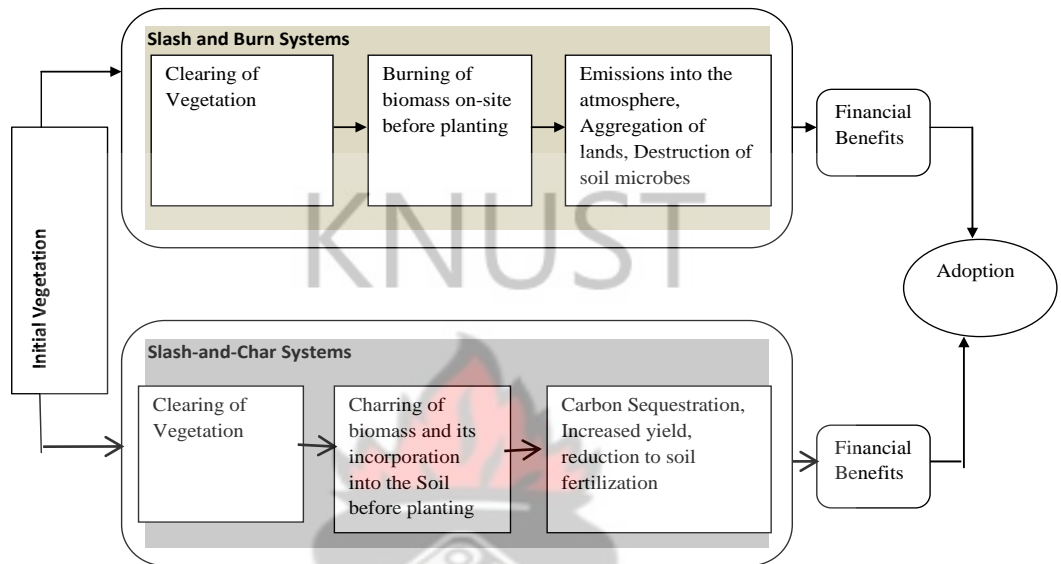 Slash and Burn Systems
Clearing of
Vegetation
Burning of
biomass on-site
before planting
Emissions into the
atmosphere,
Aggregation of
lands, Destruction of
soil microbes
Financial
Benefits
Initial Vegetation
KNUST
Adoption
Slash-and-Char Systems
Clearing of
Vegetation
Charring of
biomass and its
incorporation
into the Soil
before planting
Carbon Sequestration,
Increased yield,
reduction to soil
fertilization
Financial
Benefits